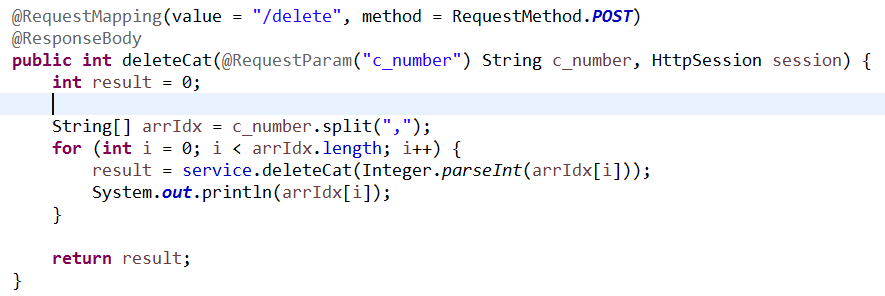 @RequestMapping(value = "/delete", method = RequestMethod.POST)
@ResponseBody
public int deleteCat(@RequestParam("c_number") String c_number, HttpSession session) {
    int result = 0;
    String[] arrIdx = c_number.split(",");
    for (int i = 0; i < arrIdx.length; i++) {
        result = service.deleteCat(Integer.parseInt(arrIdx[i]));
        System.out.println(arrIdx[i]);
    }
    return result;
}